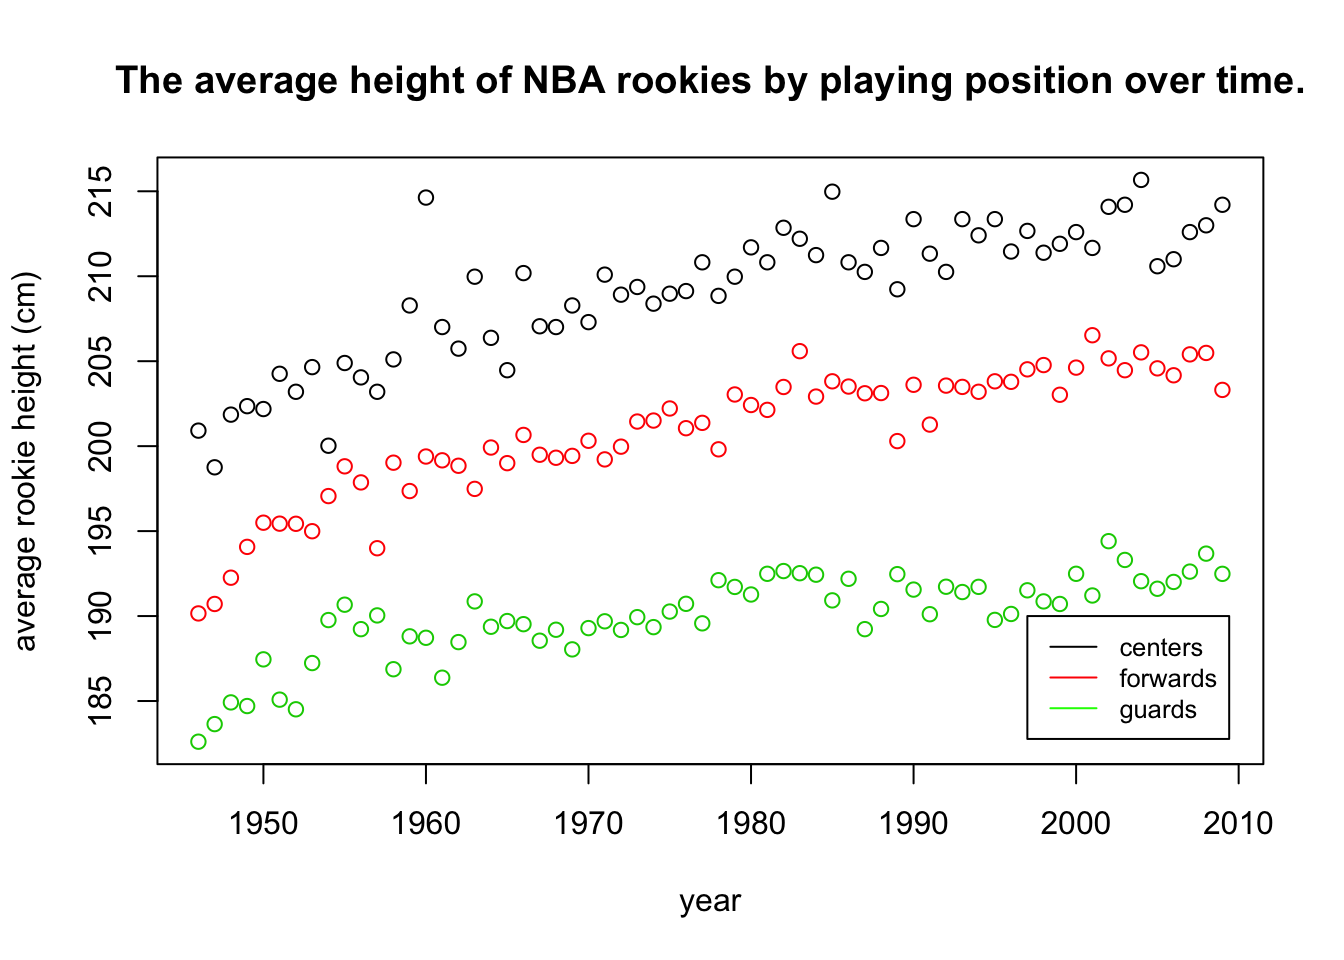 The average height of NBA rookies by playing position over time.
average rookie height (cm)
215
210
205
200
195
190
185
centers
forwards
guards
1950 1960 1970 1980 1990 2000 2010
year